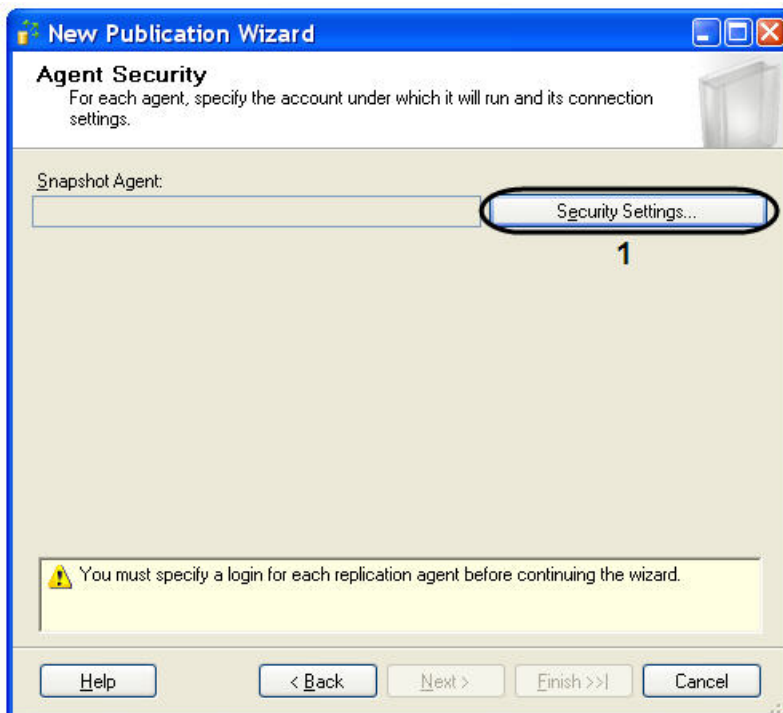 New Publication Wizard
Agent Security
For each agent, specify the account under which it will run and its connection
settings.
Snapshot Agent:
Security Settings...
1
You must specify a login for each replication agent before continuing the wizard.
Help
< Back
Next >
Finish >>|
Cancel